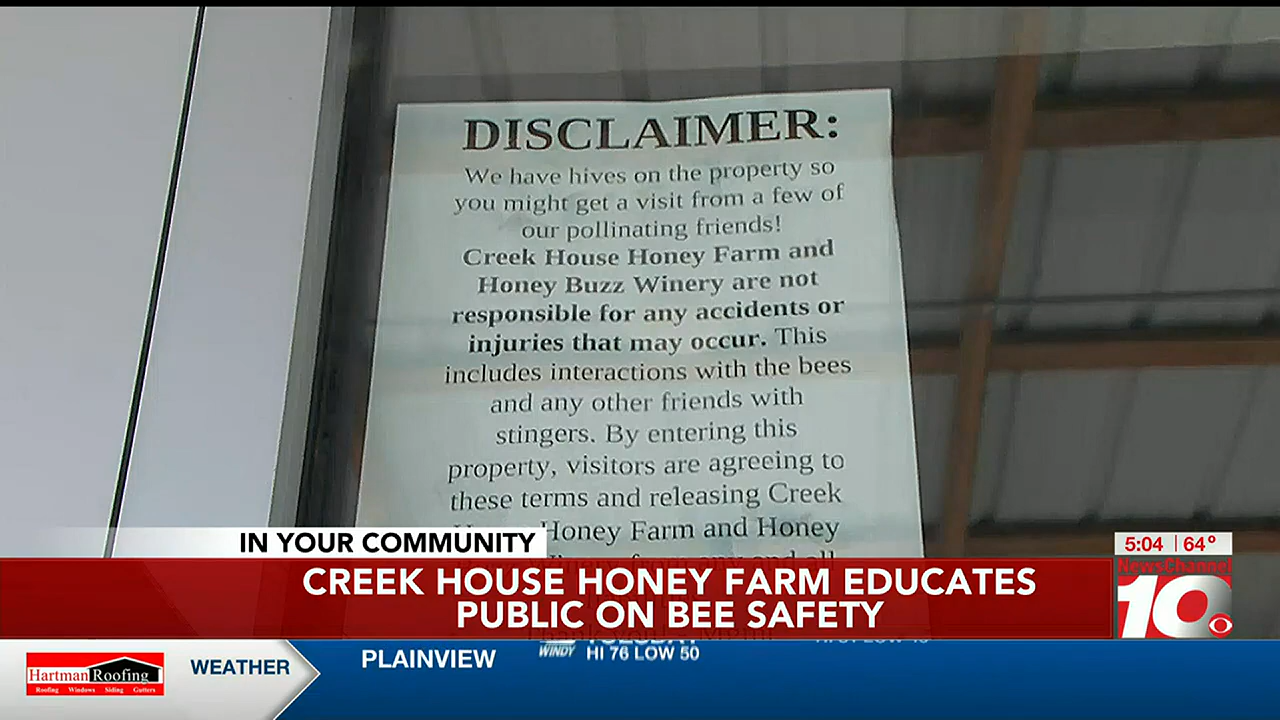 DISCLAIMER:
We have hives on the property so
you might get a visit from a few of
our pollinating friends!
Creek House Honey Farm and
Honey Buzz Winery are not
responsible for any accidents or
injuries that may occur. This
includes interactions with the bees
and any other friends with
stingers. By entering this
property, visitors are agreeing to
these terms and releasing Creek
Honey Farm and Honey
IN YOUR COMMUNITY
CREEK HOUSE HONEY FARM EDUCATES
PUBLIC ON BEE SAFETY
5:04 64°
NewsChannel
10
Hartman Roofing
Roofing Windows Siding Gutters
WEATHER
PLAINVIEW
TUESDAY
WINDY
HI 76 LOW 50